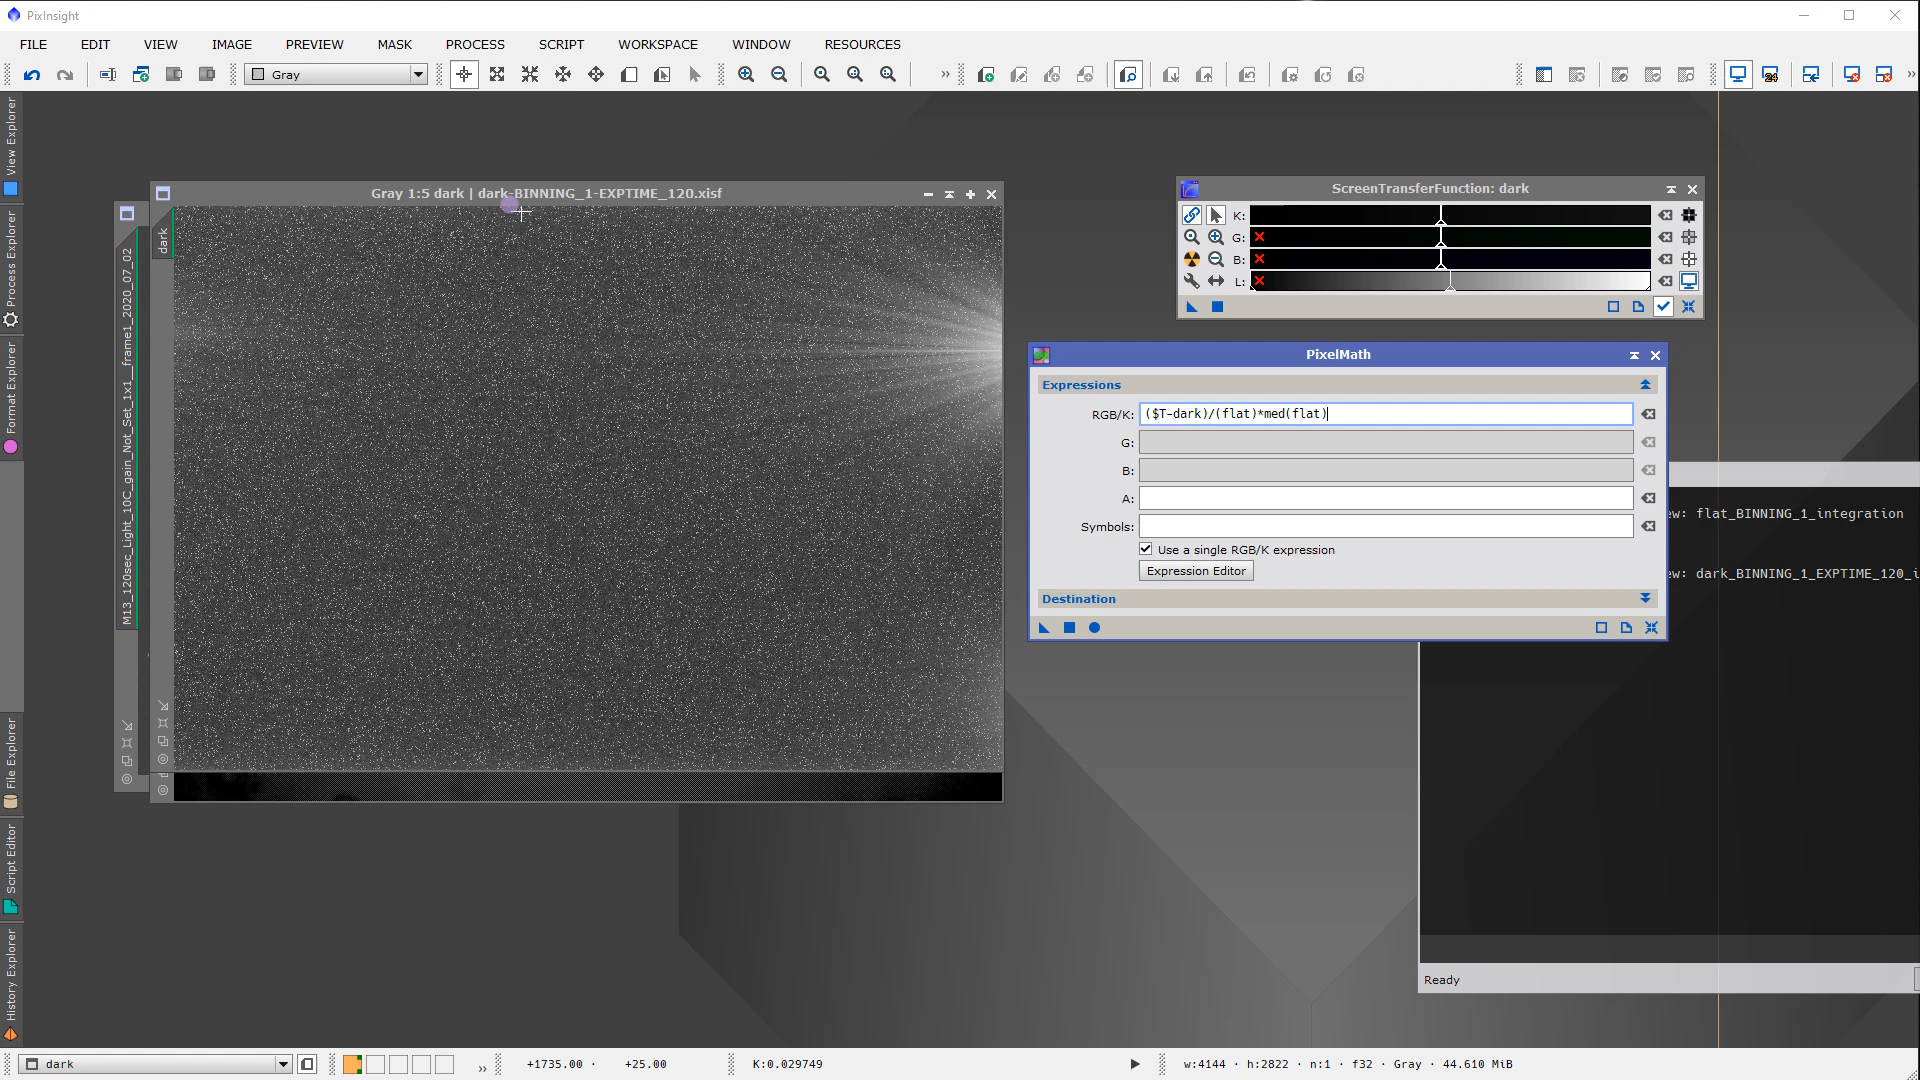 PixInsight
FILE EDIT VIEW IMAGE PREVIEW MASK PROCESS SCRIPT WORKSPACE WINDOW RESOURCES
Gray
24
View Explorer
Process Explorer
Format Explorer
File Explorer
Script Editor
History Explorer
M13_120sec_Light_10C_gain_Not_Set_1x1__frame1_2020_07_02
Gray 1:5 dark | dark-BINNING_1-EXPTIME_120.xisf
dark
ScreenTransferFunction: dark
K:
G:
B:
L:
PixelMath
Expressions
RGB/K: ($T-dark)/(flat)*med(flat)
G:
B:
A:
Symbols:
Use a single RGB/K expression
Expression Editor
Destination
ew: flat_BINNING_1_integration
ew: dark_BINNING_1_EXPTIME_120_i
Ready
dark
+1735.00 · +25.00
K:0.029749
w:4144 · h:2822 · n:1 · f32 · Gray · 44.610 MiB